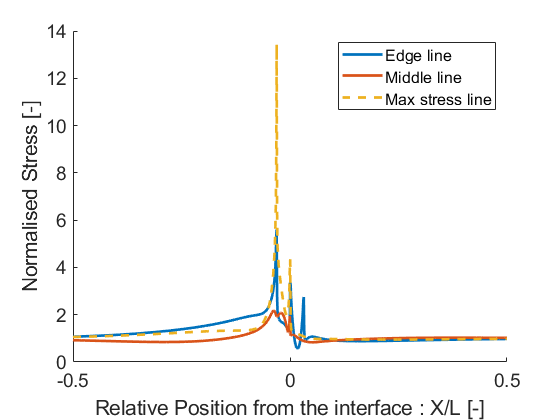 14
12
10
8
6
4
2
0
-0.5
0
0.5
Normalised Stress [-]
Relative Position from the interface : X/L [-]
Edge line
Middle line
Max stress line